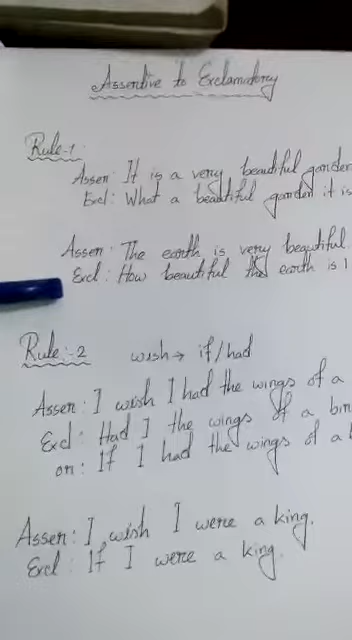 Assertive to Exclamatory
Rule-1:
Assen: It is a very beautiful garden
Excl: What a beautiful garden it is
Assen: The earth is very beautiful.
Excl: How beautiful the earth is !
Rule:-2 wish → if/had
Assen: I wish I had the wings of a
Excl: Had I the wings of a bir
or: If I had the wings of a b
Assen: I wish I were a king.
Excl: If I were a king.